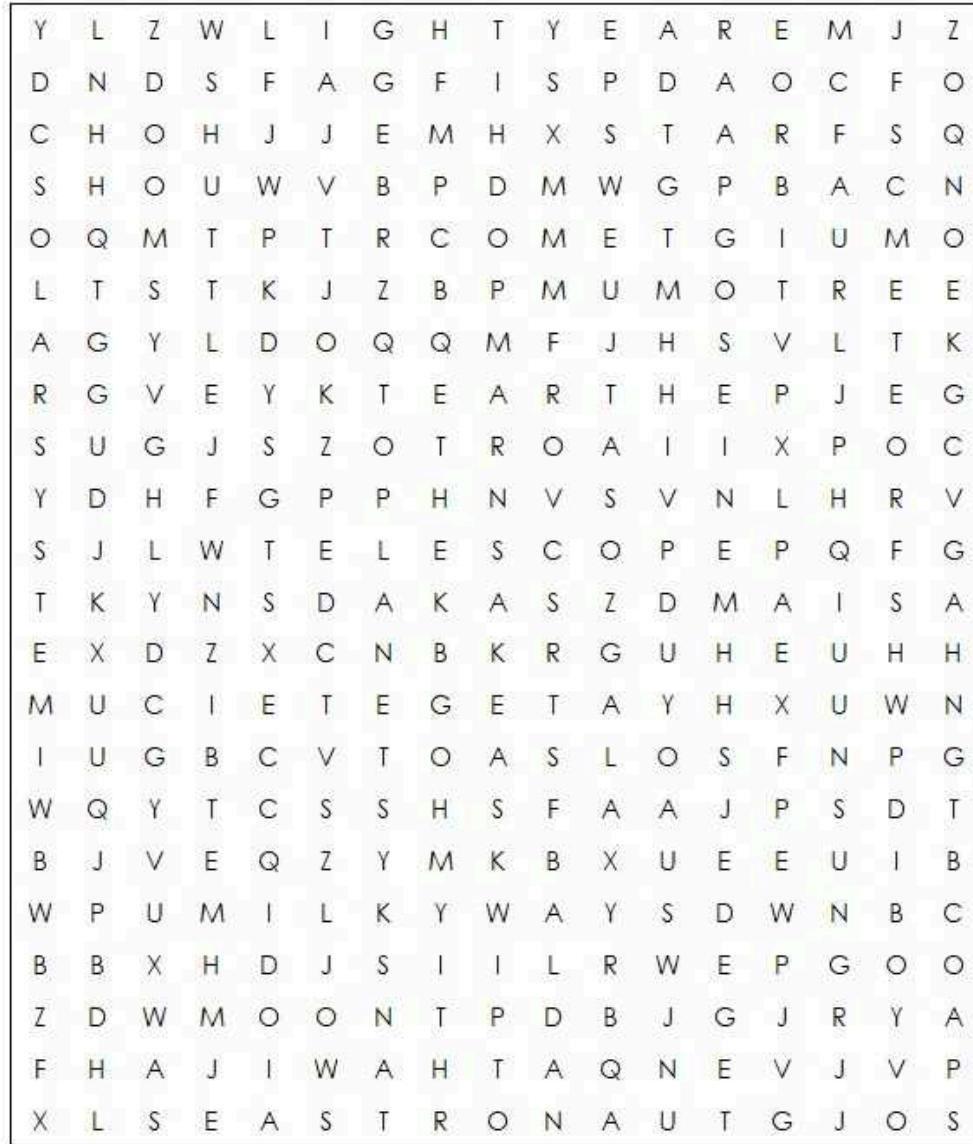 Y L Z W L I G H T Y E A R E M J Z
D N D S F A G F I S P D A O C F O
C H O H J J E M H X S T A R F S Q
S H O U W V B P D M W G P B A C N
O Q M T P T R C O M E T G I U M O
L T S T K J Z B P M U M O T R E E
A G Y L D O Q Q M F J H S V L T K
R G V E Y K T E A R T H E P J E G
S U G J S Z O T R O A I I X P O C
Y D H F G P P H N V S V N L H R V
S J L W T E L E S C O P E P Q F G
T K Y N S D A K A S Z D M A I S A
E X D Z X C N B K R G U H E U H H
M U C I E T E G E T A Y H X U W N
I U G B C V T O A S L O S F N P G
W Q Y T C S S H S F A A J P S D T
B J V E Q Z Y M K B X U E E U I B
W P U M I L K Y W A Y S D W N B C
B B X H D J S I I L R W E P G O O
Z D W M O O N T P D B J G J R Y A
F H A J I W A H T A Q N E V J V P
X L S E A S T R O N A U T G J O S